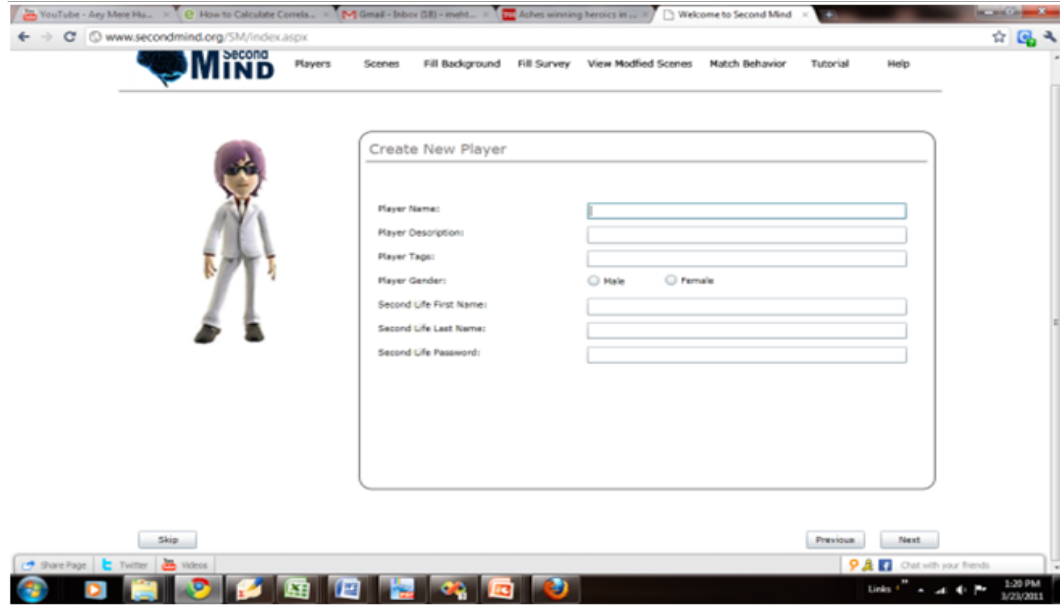 YouTube - Aey Mere Hu...
How to Calculate Correla...
Gmail - Inbox (18) - meht...
Ashes winning heroics in ...
Welcome to Second Mind
www.secondmind.org/SM/index.aspx
Second
MIND
Players Scenes Fill Background Fill Survey View Modfied Scenes Match Behavior Tutorial Help
Create New Player
Player Name:
Player Description:
Player Tags:
Player Gender: Male Female
Second Life First Name:
Second Life Last Name:
Second Life Password:
Skip Previous Next
Share Page Twitter Videos Chat with your friends
Links 1:20 PM
3/23/2011